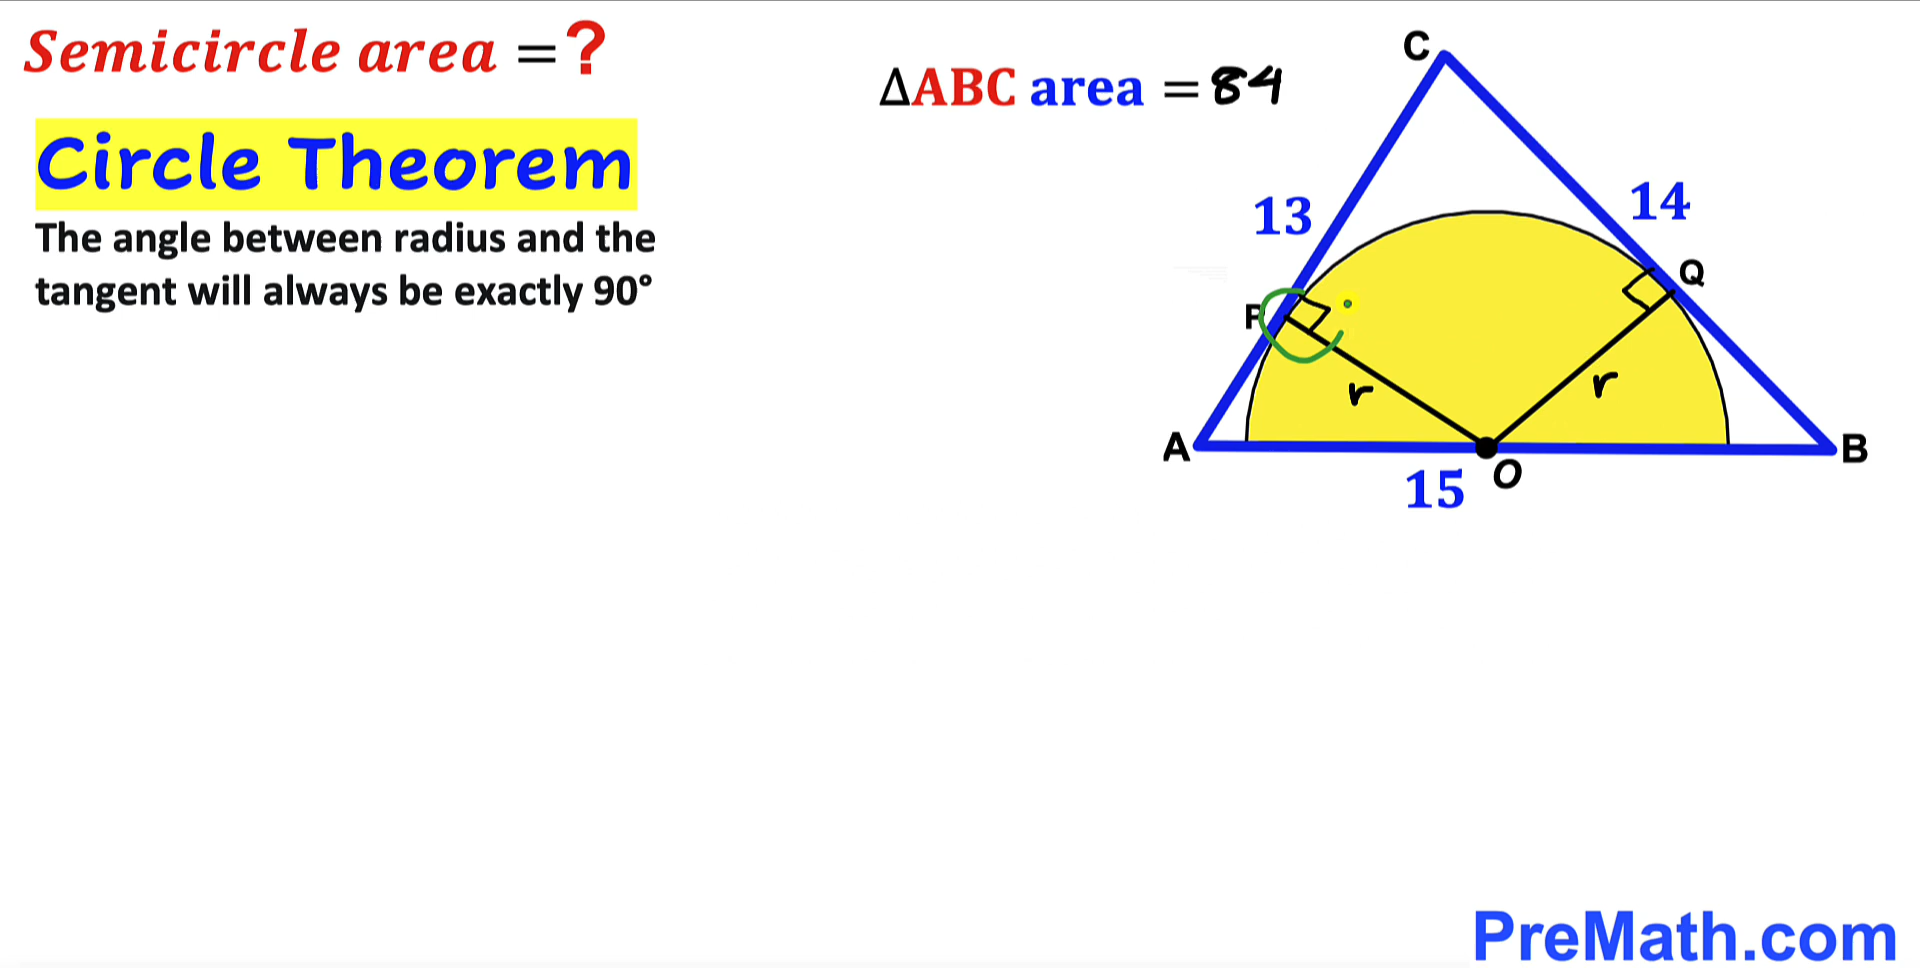 Semicircle area =?
ΔABC area =84
Circle Theorem
The angle between radius and the
tangent will always be exactly 90°
C
13
14
P
Q
r
r
A
B
15
O
PreMath.com